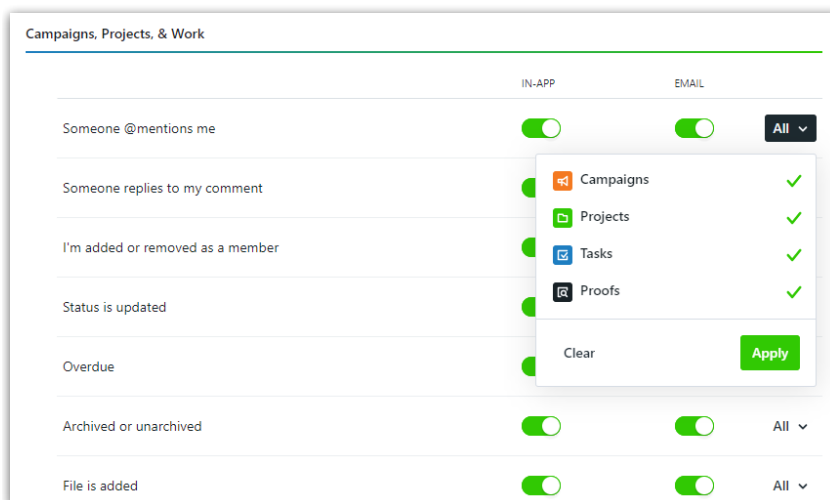 Campaigns, Projects, & Work
IN-APP EMAIL
Someone @mentions me All
Campaigns
Someone replies to my comment
Projects
I'm added or removed as a member
Tasks
Proofs
Status is updated
Clear Apply
Overdue
Archived or unarchived All
File is added All